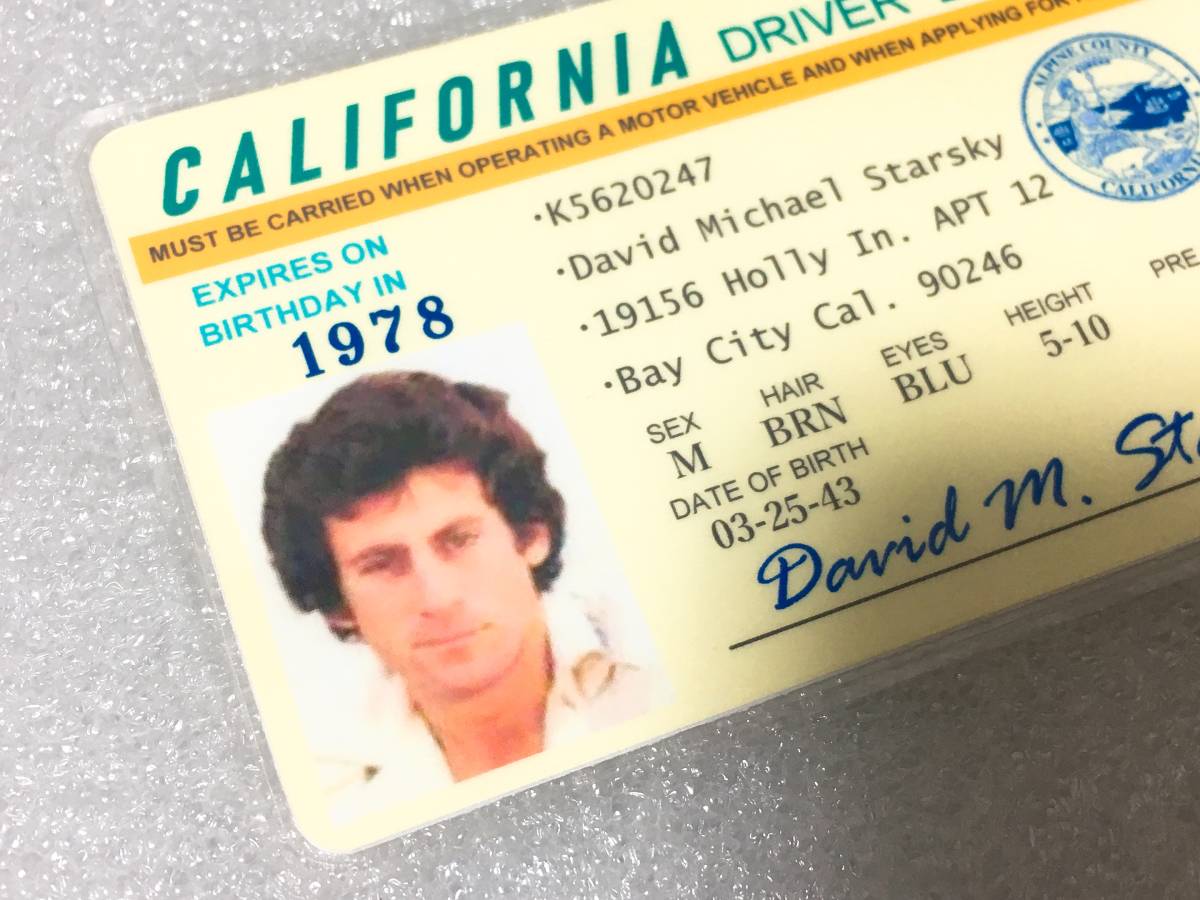 CALIFORNIA DRIVER
MUST BE CARRIED WHEN OPERATING A MOTOR VEHICLE AND WHEN APPLYING FOR
ALPINE COUNTY
CALIFORNIA
EXPIRES ON
BIRTHDAY IN
1978
·K5620247
·David Michael Starsky
·19156 Holly In. APT 12
·Bay City Cal. 90246
SEX HAIR EYES HEIGHT PRE
M BRN BLU 5-10
DATE OF BIRTH
03-25-43
David M. Sta